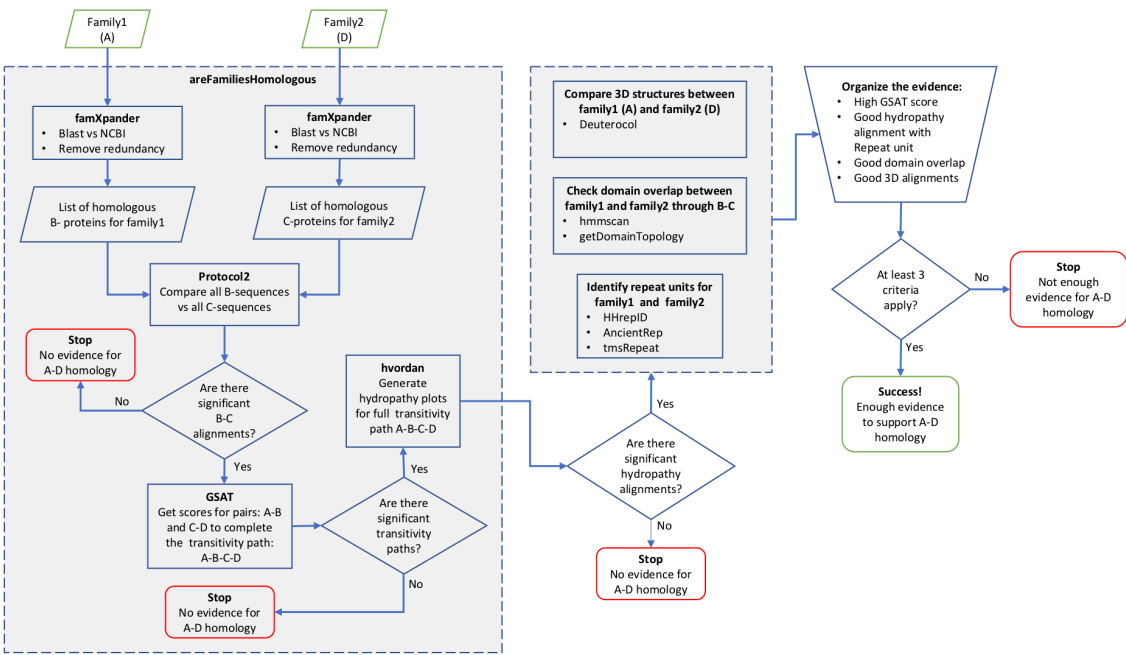 Family1
(A)
Family2
(D)
areFamiliesHomologous
famXpander
• Blast vs NCBI
• Remove redundancy
famXpander
• Blast vs NCBI
• Remove redundancy
List of homologous
B- proteins for family1
List of homologous
C-proteins for family2
Protocol2
Compare all B-sequences
vs all C-sequences
Stop
No evidence for
A-D homology
No
Are there
significant
B-C
alignments?
Yes
GSAT
Get scores for pairs: A-B
and C-D to complete
the transitivity path:
A-B-C-D
hvordan
Generate
hydropathy plots
for full transitivity
path A-B-C-D
Yes
Are there
significant
transitivity
paths?
No
Stop
No evidence for
A-D homology
Compare 3D structures between
family1 (A) and family2 (D)
• Deuterocol
Check domain overlap between
family1 and family2 through B-C
• hmmscan
• getDomainTopology
Identify repeat units for
family1 and family2
• HHrepID
• AncientRep
• tmsRepeat
Yes
Are there
significant
hydropathy
alignments?
No
Stop
No evidence for
A-D homology
Organize the evidence:
• High GSAT score
• Good hydropathy
alignment with
Repeat unit
• Good domain overlap
• Good 3D alignments
At least 3
criteria
apply?
No
Stop
Not enough
evidence for A-D
homology
Yes
Success!
Enough evidence
to support A-D
homology